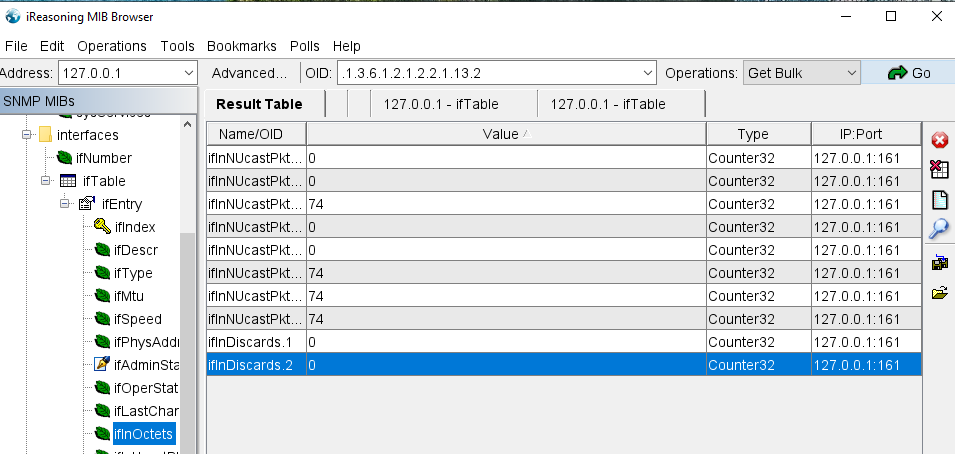 iReasoning MIB Browser
File Edit Operations Tools Bookmarks Polls Help
Address: 127.0.0.1 Advanced... OID: .1.3.6.1.2.1.2.2.1.13.2 Operations: Get Bulk Go
SNMP MIBs
sysServices
interfaces
ifNumber
ifTable
ifEntry
ifIndex
ifDescr
ifType
ifMtu
ifSpeed
ifPhysAddr
ifAdminSta
ifOperStat
ifLastChar
ifInOctets
Result Table 127.0.0.1 - ifTable 127.0.0.1 - ifTable
Name/OID Value Type IP:Port
ifInNUcastPkt... 0 Counter32 127.0.0.1:161
ifInNUcastPkt... 0 Counter32 127.0.0.1:161
ifInNUcastPkt... 74 Counter32 127.0.0.1:161
ifInNUcastPkt... 0 Counter32 127.0.0.1:161
ifInNUcastPkt... 0 Counter32 127.0.0.1:161
ifInNUcastPkt... 74 Counter32 127.0.0.1:161
ifInNUcastPkt... 74 Counter32 127.0.0.1:161
ifInNUcastPkt... 74 Counter32 127.0.0.1:161
ifInDiscards.1 0 Counter32 127.0.0.1:161
ifInDiscards.2 0 Counter32 127.0.0.1:161